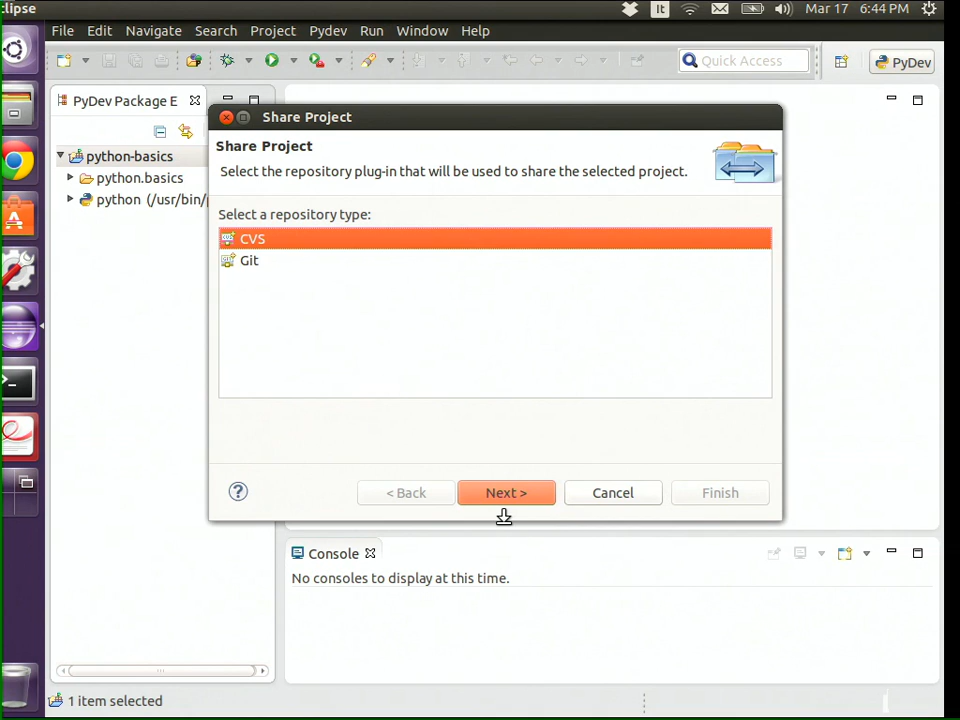 clipse
It
Mar 17
6:44 PM
File Edit Navigate Search Project Pydev Run Window Help
Quick Access
PyDev
PyDev Package E
python-basics
python.basics
python (/usr/bin/
Share Project
Share Project
Select the repository plug-in that will be used to share the selected project.
Select a repository type:
CVS
Git
?
< Back
Next >
Cancel
Finish
Console
No consoles to display at this time.
1 item selected